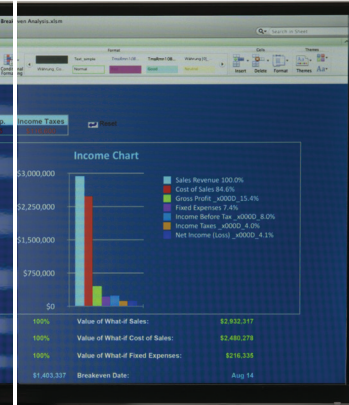 Breakeven Analysis.xlsm
Search in Sheet
Format
Cells
Themes
Conditional Formatting
Normal
Insert
Delete
Format
Themes
Aa
p.
Income Taxes
Reset
Income Chart
$3,000,000
$2,250,000
$1,500,000
$750,000
$0
Sales Revenue 100.0%
Cost of Sales 84.6%
Gross Profit _x000D_15.4%
Fixed Expenses 7.4%
Income Before Tax _x000D_8.0%
Income Taxes _x000D_4.0%
Net Income (Loss) _x000D_4.1%
100% Value of What-if Sales: $2,932,317
100% Value of What-if Cost of Sales: $2,480,278
100% Value of What-if Fixed Expenses: $216,335
$1,403,337 Breakeven Date: Aug 14